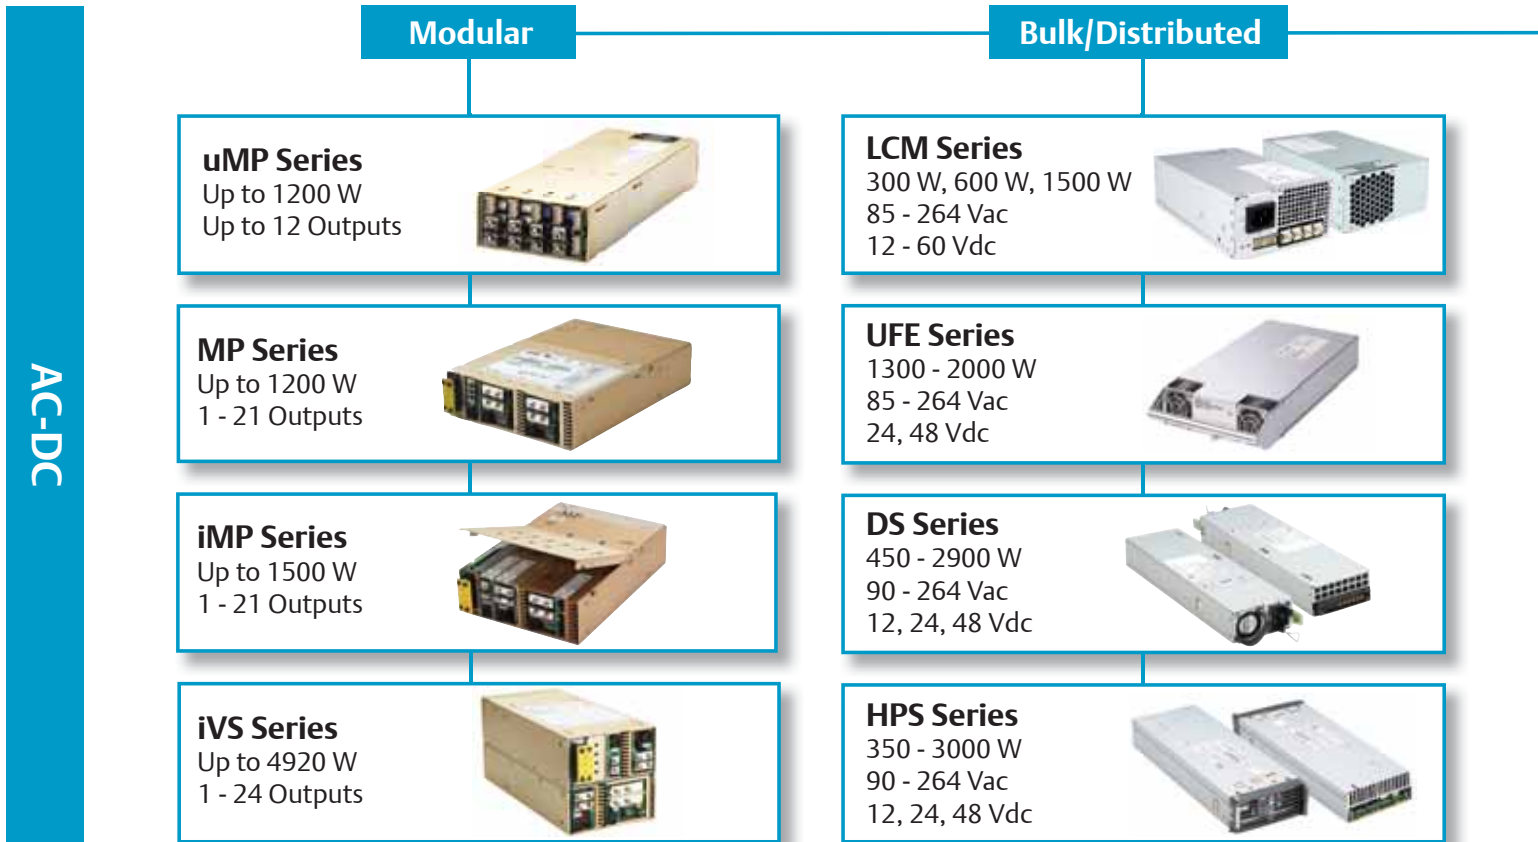 AC-DC
Modular
uMP Series
Up to 1200 W
Up to 12 Outputs
MP Series
Up to 1200 W
1 - 21 Outputs
iMP Series
Up to 1500 W
1 - 21 Outputs
iVS Series
Up to 4920 W
1 - 24 Outputs
Bulk/Distributed
LCM Series
300 W, 600 W, 1500 W
85 - 264 Vac
12 - 60 Vdc
UFE Series
1300 - 2000 W
85 - 264 Vac
24, 48 Vdc
DS Series
450 - 2900 W
90 - 264 Vac
12, 24, 48 Vdc
HPS Series
350 - 3000 W
90 - 264 Vac
12, 24, 48 Vdc